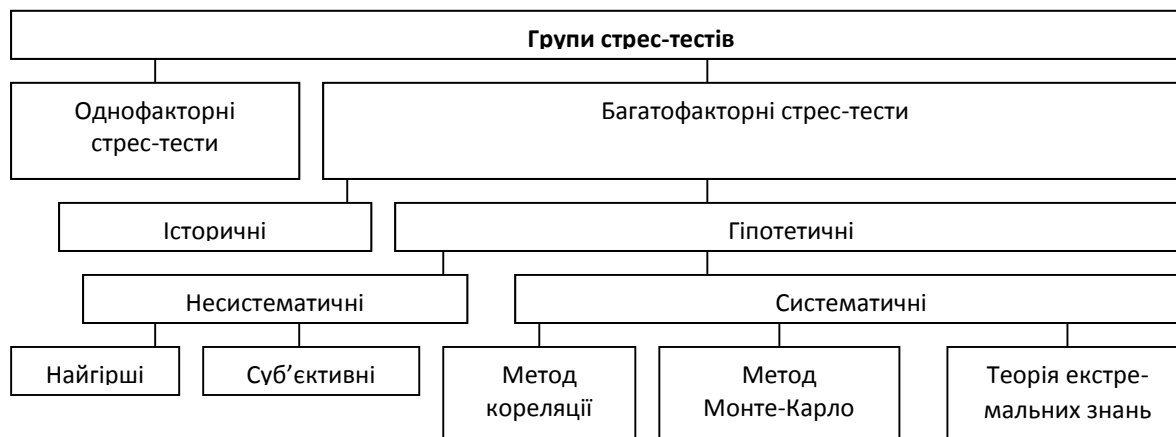 Групи стрес-тестів
Однофакторні
стрес-тести
Багатофакторні стрес-тести
Історичні
Гіпотетичні
Несистематичні
Систематичні
Найгірші
Суб’єктивні
Метод
кореляції
Метод
Монте-Карло
Теорія екстре-
мальних знань